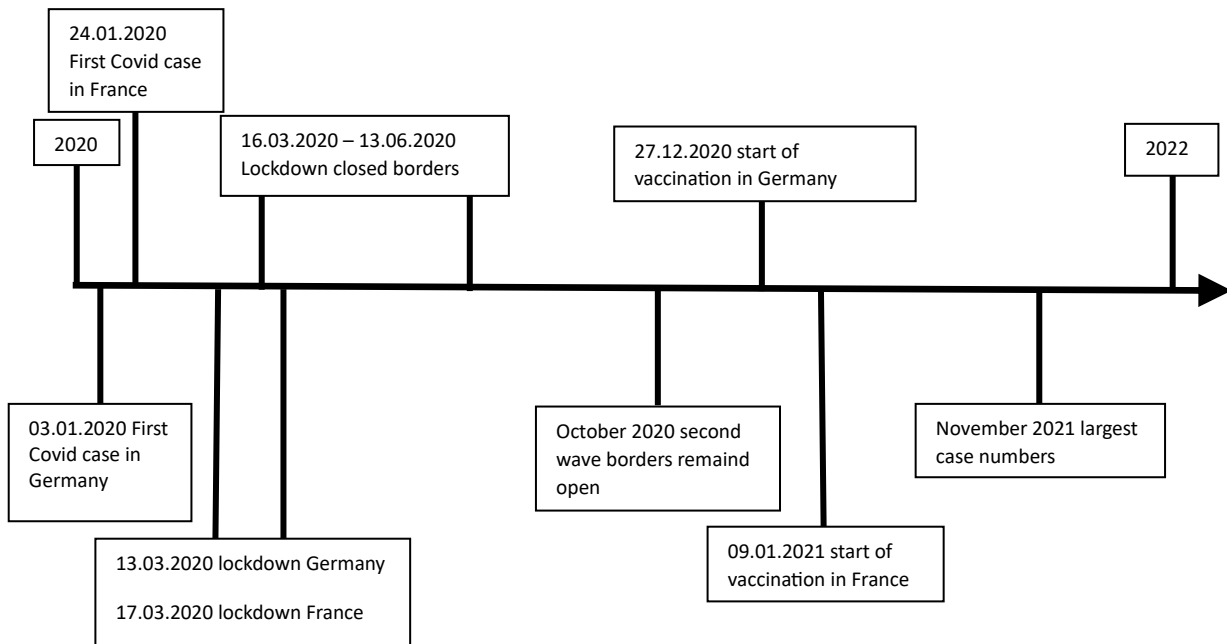 24.01.2020
First Covid case
in France
2020
16.03.2020 – 13.06.2020
Lockdown closed borders
27.12.2020 start of
vaccination in Germany
2022
03.01.2020 First
Covid case in
Germany
October 2020 second
wave borders remaind
open
November 2021 largest
case numbers
13.03.2020 lockdown Germany
17.03.2020 lockdown France
09.01.2021 start of
vaccination in France